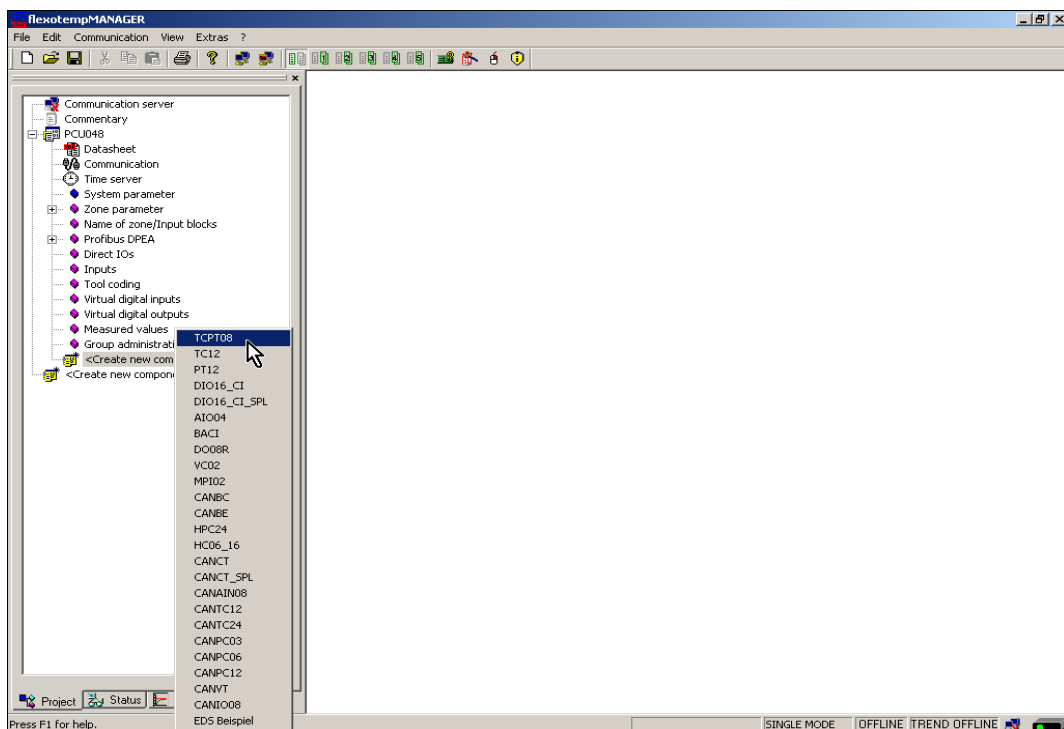 flexotempMANAGER
File Edit Communication View Extras ?
Communication server
Commentary
PCU048
Datasheet
Communication
Time server
System parameter
Zone parameter
Name of zone/Input blocks
Profibus DPEA
Direct IOs
Inputs
Tool coding
Virtual digital inputs
Virtual digital outputs
Measured values
Group administrati
<Create new com
<Create new compon
TCPT08
TC12
PT12
DIO16_CI
DIO16_CI_SPL
AIO04
BACI
DO08R
VC02
MPI02
CANBC
CANBE
HPC24
HC06_16
CANCT
CANCT_SPL
CANAIN08
CANTC12
CANTC24
CANPC03
CANPC06
CANPC12
CANVT
CANIO08
EDS Beispiel
Project Status
Press F1 for help. SINGLE MODE OFFLINE TREND OFFLINE